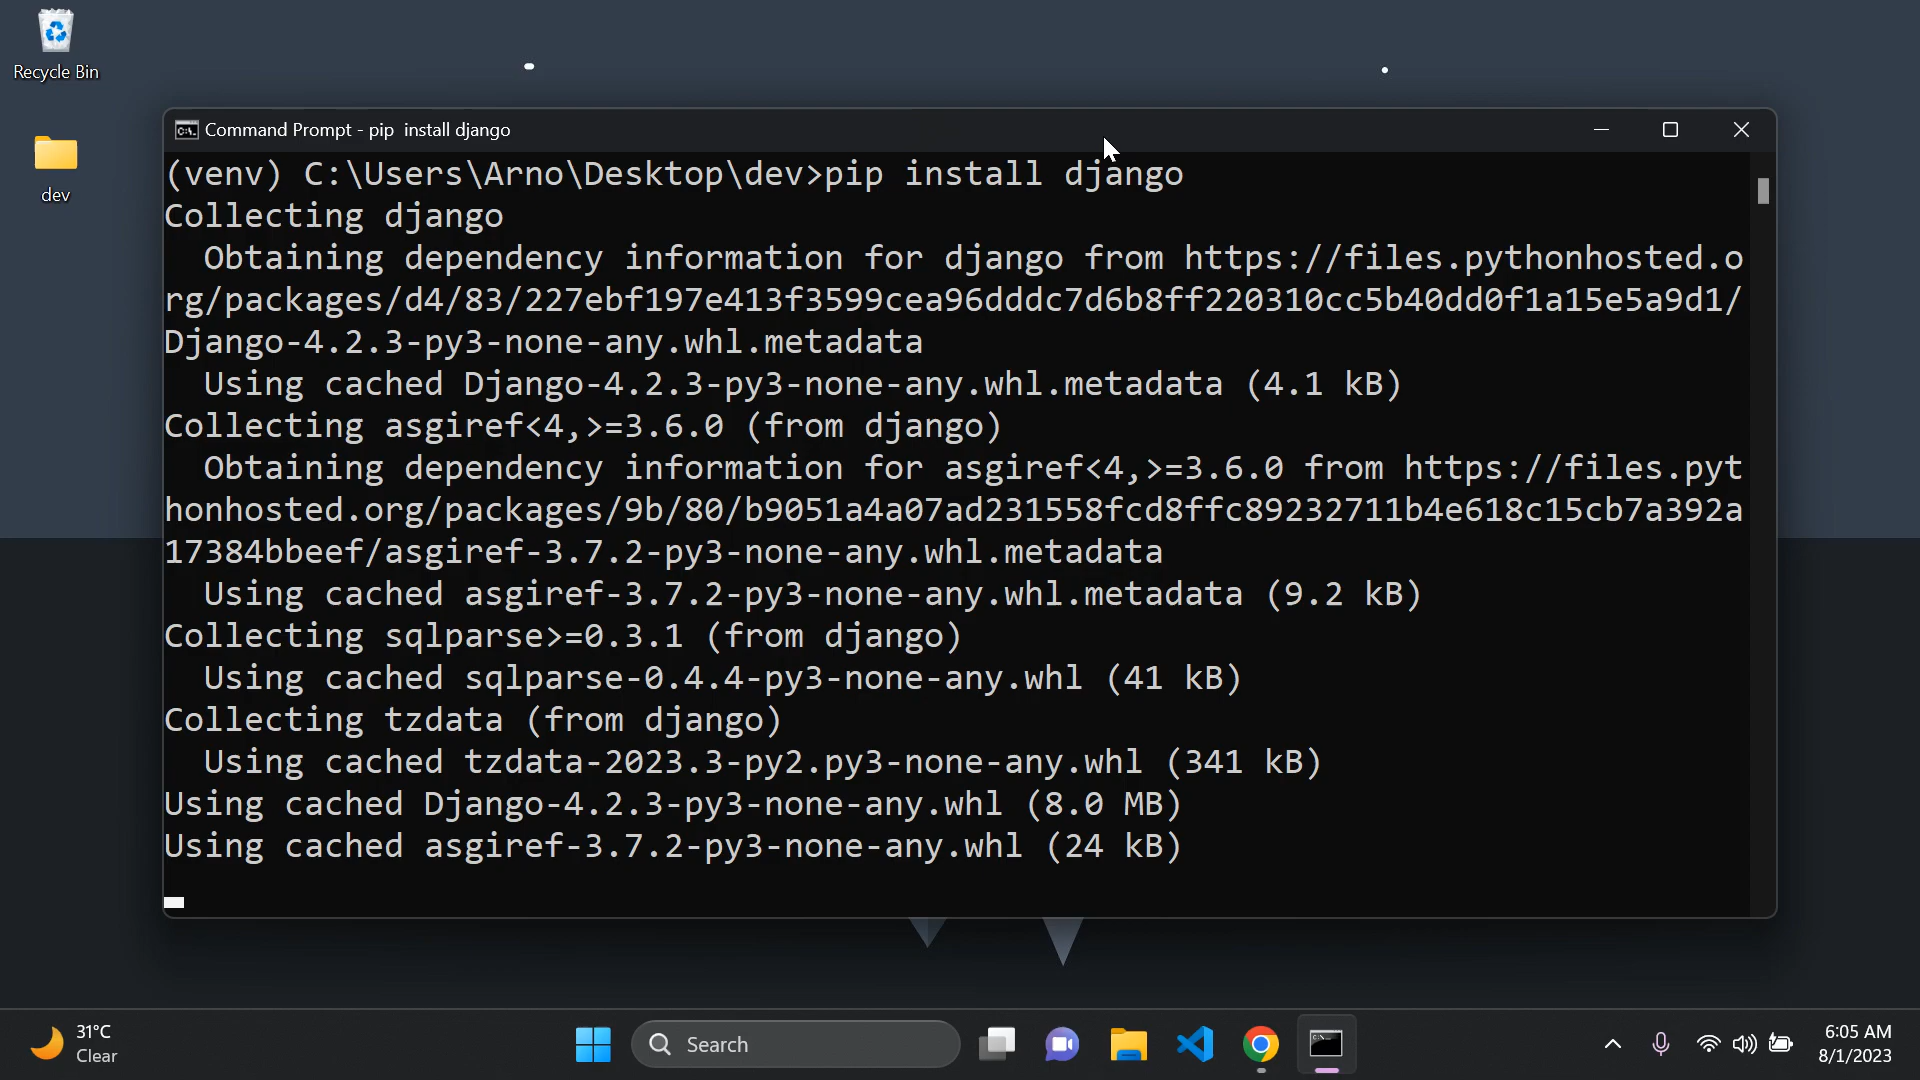 Recycle Bin
dev
Command Prompt - pip  install django
(venv) C:\Users\Arno\Desktop\dev>pip install django
Collecting django
  Obtaining dependency information for django from https://files.pythonhosted.o
rg/packages/d4/83/227ebf197e413f3599cea96dddc7d6b8ff220310cc5b40dd0f1a15e5a9d1/
Django-4.2.3-py3-none-any.whl.metadata
  Using cached Django-4.2.3-py3-none-any.whl.metadata (4.1 kB)
Collecting asgiref<4,>=3.6.0 (from django)
  Obtaining dependency information for asgiref<4,>=3.6.0 from https://files.pyt
honhosted.org/packages/9b/80/b9051a4a07ad231558fcd8ffc89232711b4e618c15cb7a392a
17384bbeef/asgiref-3.7.2-py3-none-any.whl.metadata
  Using cached asgiref-3.7.2-py3-none-any.whl.metadata (9.2 kB)
Collecting sqlparse>=0.3.1 (from django)
  Using cached sqlparse-0.4.4-py3-none-any.whl (41 kB)
Collecting tzdata (from django)
  Using cached tzdata-2023.3-py2.py3-none-any.whl (341 kB)
Using cached Django-4.2.3-py3-none-any.whl (8.0 MB)
Using cached asgiref-3.7.2-py3-none-any.whl (24 kB)
31°C
Clear
Search
6:05 AM
8/1/2023